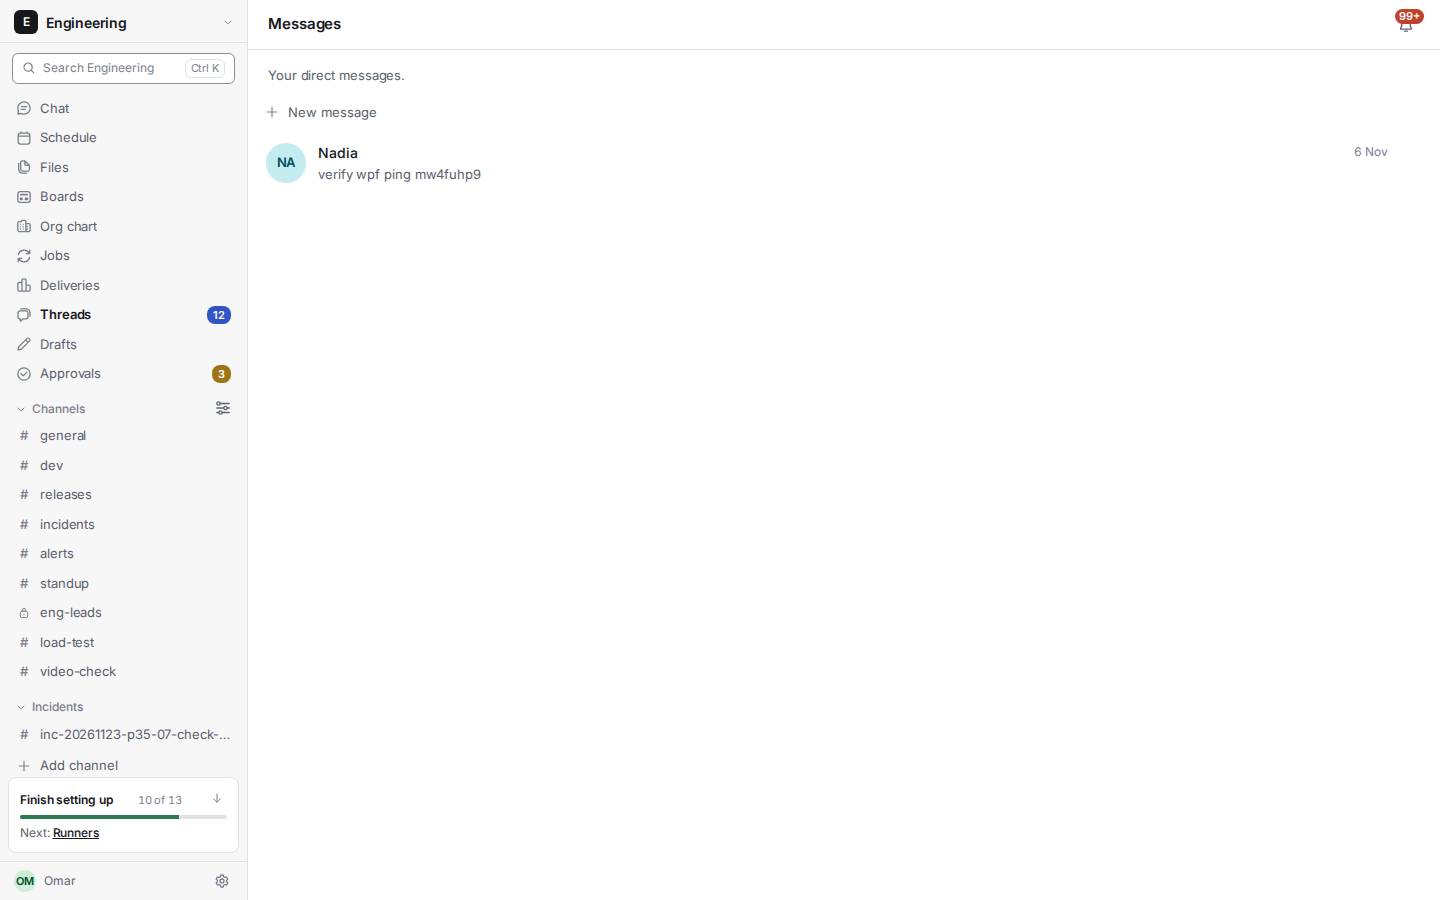 E Engineering
Search Engineering Ctrl K
Chat
Schedule
Files
Boards
Org chart
Jobs
Deliveries
Threads 12
Drafts
Approvals 3
Channels
# general
# dev
# releases
# incidents
# alerts
# standup
eng-leads
# load-test
# video-check
Incidents
# inc-20261123-p35-07-check-...
Add channel
Finish setting up 10 of 13
Next: Runners
OM Omar
Messages 99+
Your direct messages.
New message
NA Nadia 6 Nov
verify wpf ping mw4fuhp9